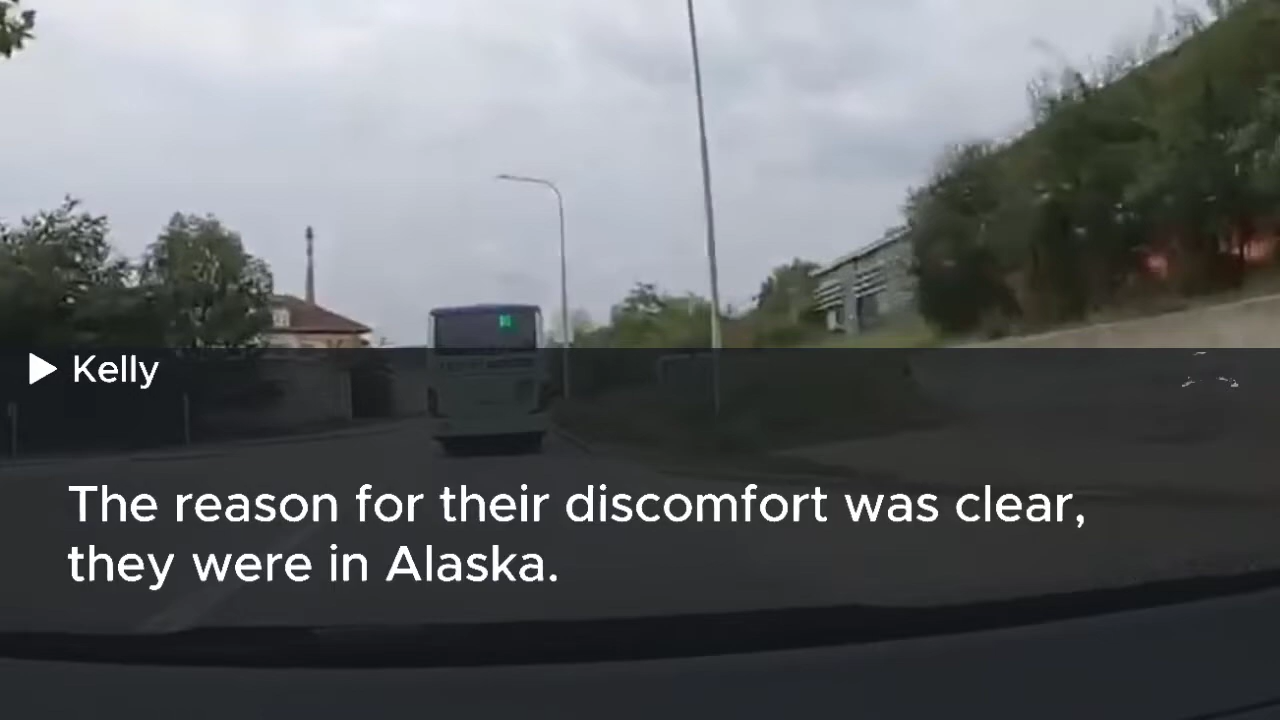 Kelly
The reason for their discomfort was clear,
they were in Alaska.